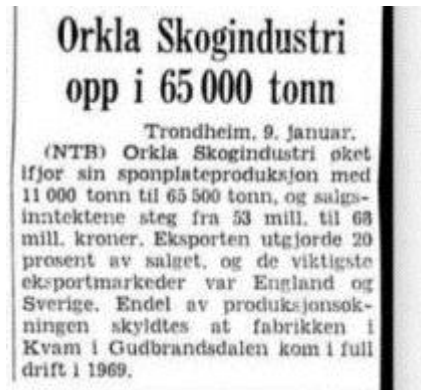 Orkla Skogindustri
opp i 65 000 tonn
Trondheim, 9. januar.
(NTB) Orkla Skogindustri øket
ifjor sin sponplateproduksjon med
11 000 tonn til 65 500 tonn, og salgs-
inntektene steg fra 53 mill. til 68
mill. kroner. Eksporten utgjorde 20
prosent av salget, og de viktigste
eksportmarkeder var England og
Sverige. Endel av produksjonsøk-
ningen skyldtes at fabrikken i
Kvam i Gudbrandsdalen kom i full
drift i 1969.